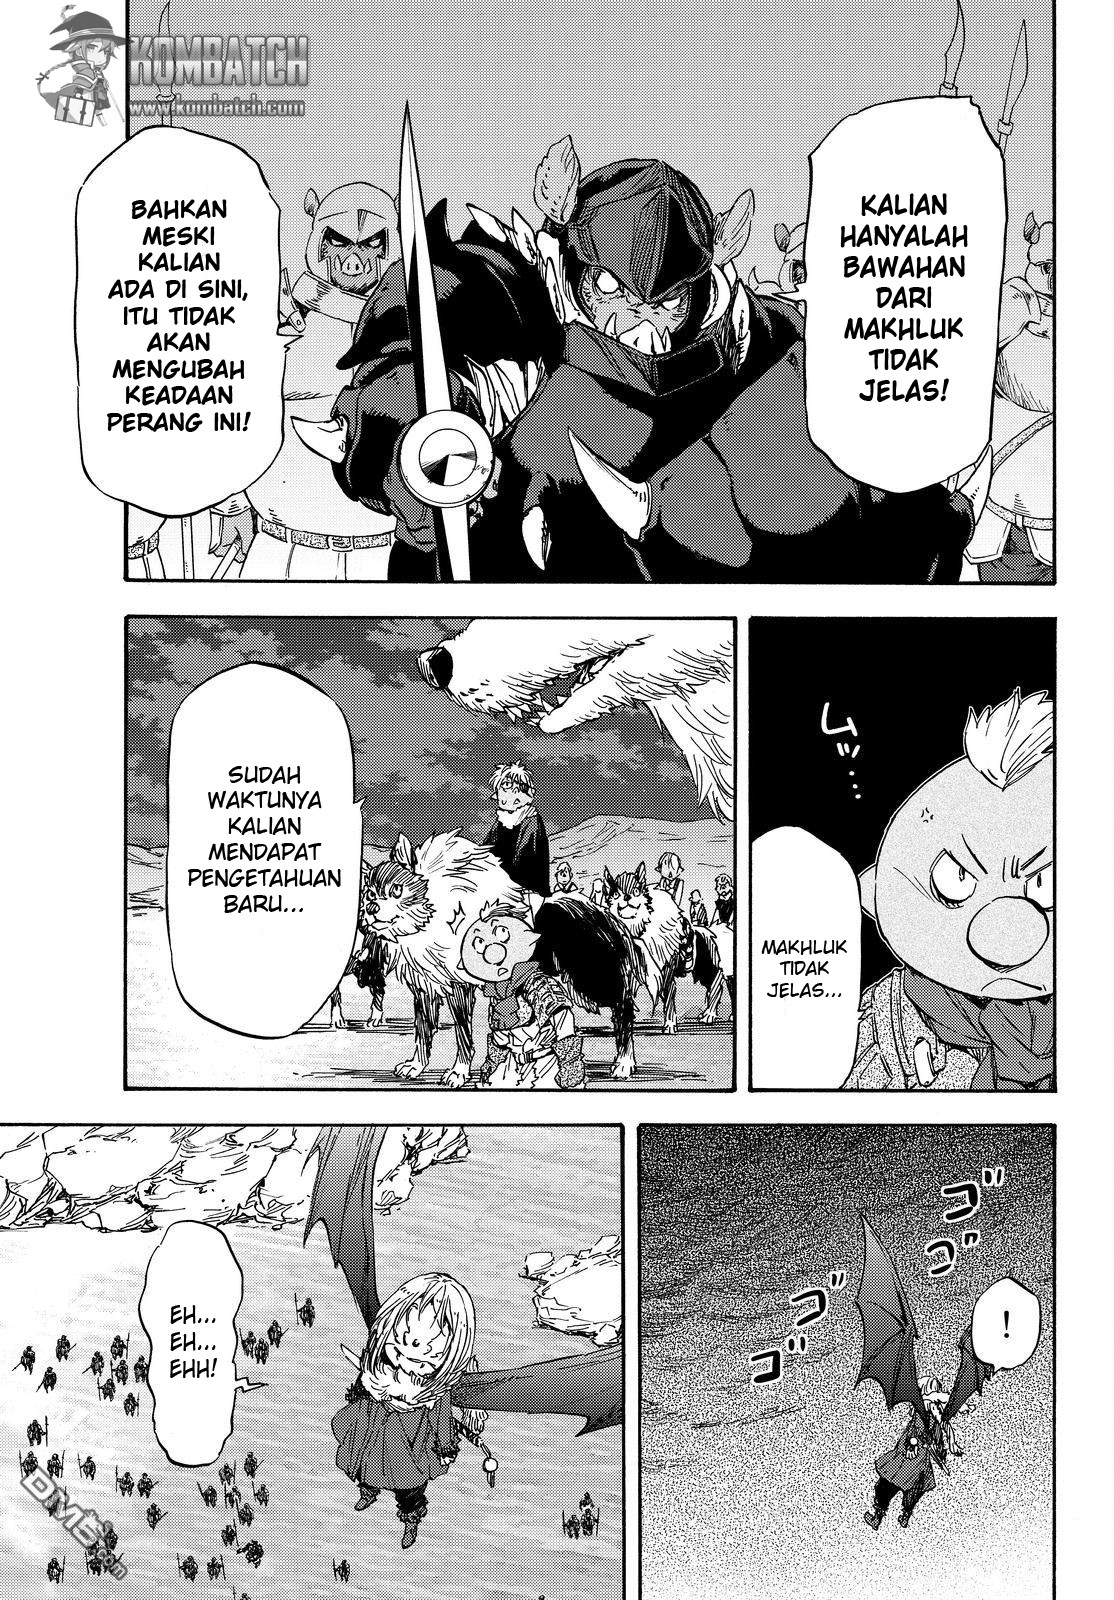 KOMBATCH
www.kombatch.com
KALIAN
HANYALAH
BAWAHAN
DARI
MAKHLUK
TIDAK
JELAS!
BAHKAN
MESKI
KALIAN
ADA DI SINI,
ITU TIDAK
AKAN
MENGUBAH
KEADAAN
PERANG INI!
ムッ...
MAKHLUK
TIDAK
JELAS...
SUDAH
WAKTUNYA
KALIAN
MENDAPAT
PENGETAHUAN
BARU...
ゴ
ゴ
ゴ
ゴ
!
EH...
EH...
EHH!